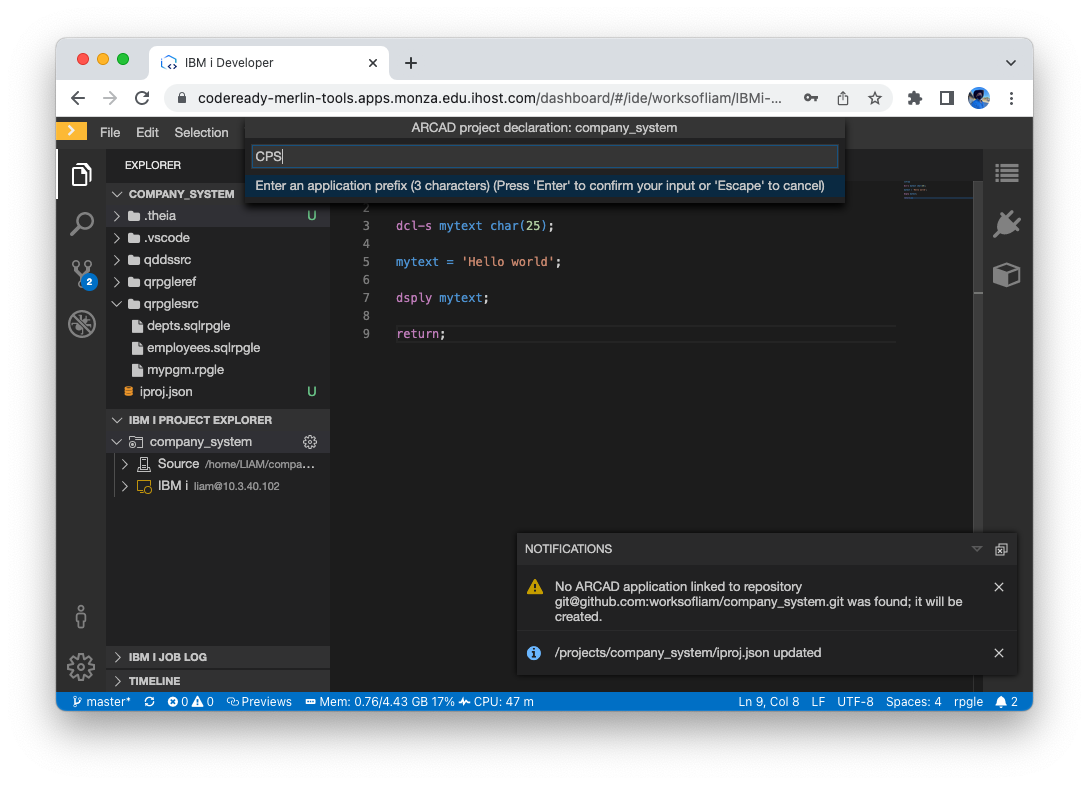 IBM i Developer
codeready-merlin-tools.apps.monza.edu.ihost.com/dashboard/#/ide/worksofliam/IBMi-...
File Edit Selection
ARCAD project declaration: company_system
CPS
Enter an application prefix (3 characters) (Press 'Enter' to confirm your input or 'Escape' to cancel)
EXPLORER
COMPANY_SYSTEM
.theia U
.vscode
qddssrc
qrpgleref
qrpglesrc
depts.sqlrpgle
employees.sqlrpgle
mypgm.rpgle
iproj.json U
2
IBM I PROJECT EXPLORER
company_system
Source /home/LIAM/compa...
IBM i liam@10.3.40.102
IBM I JOB LOG
TIMELINE
2
3 dcl-s mytext char(25);
4
5 mytext = 'Hello world';
6
7 dsply mytext;
8
9 return;
NOTIFICATIONS
No ARCAD application linked to repository
git@github.com:worksofliam/company_system.git was found; it will be
created.
/projects/company_system/iproj.json updated
master* 0 0 Previews Mem: 0.76/4.43 GB 17% CPU: 47 m Ln 9, Col 8 LF UTF-8 Spaces: 4 rpgle 2